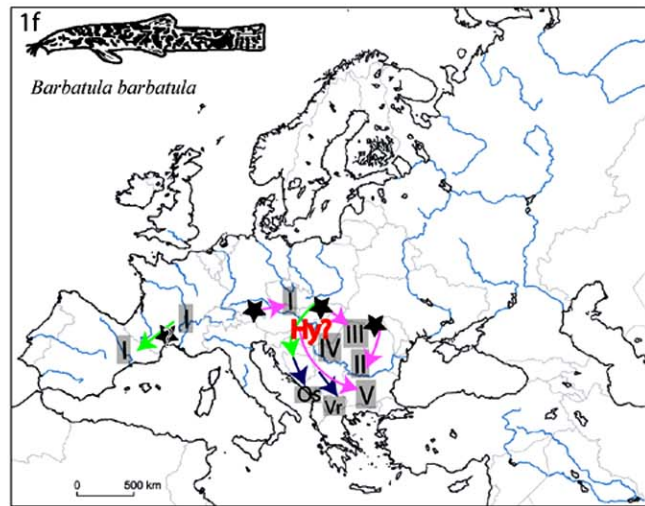 1f
Barbatula barbatula
I
I
I
Hy?
III
IV
II
Os
Vr
V
0
500 km